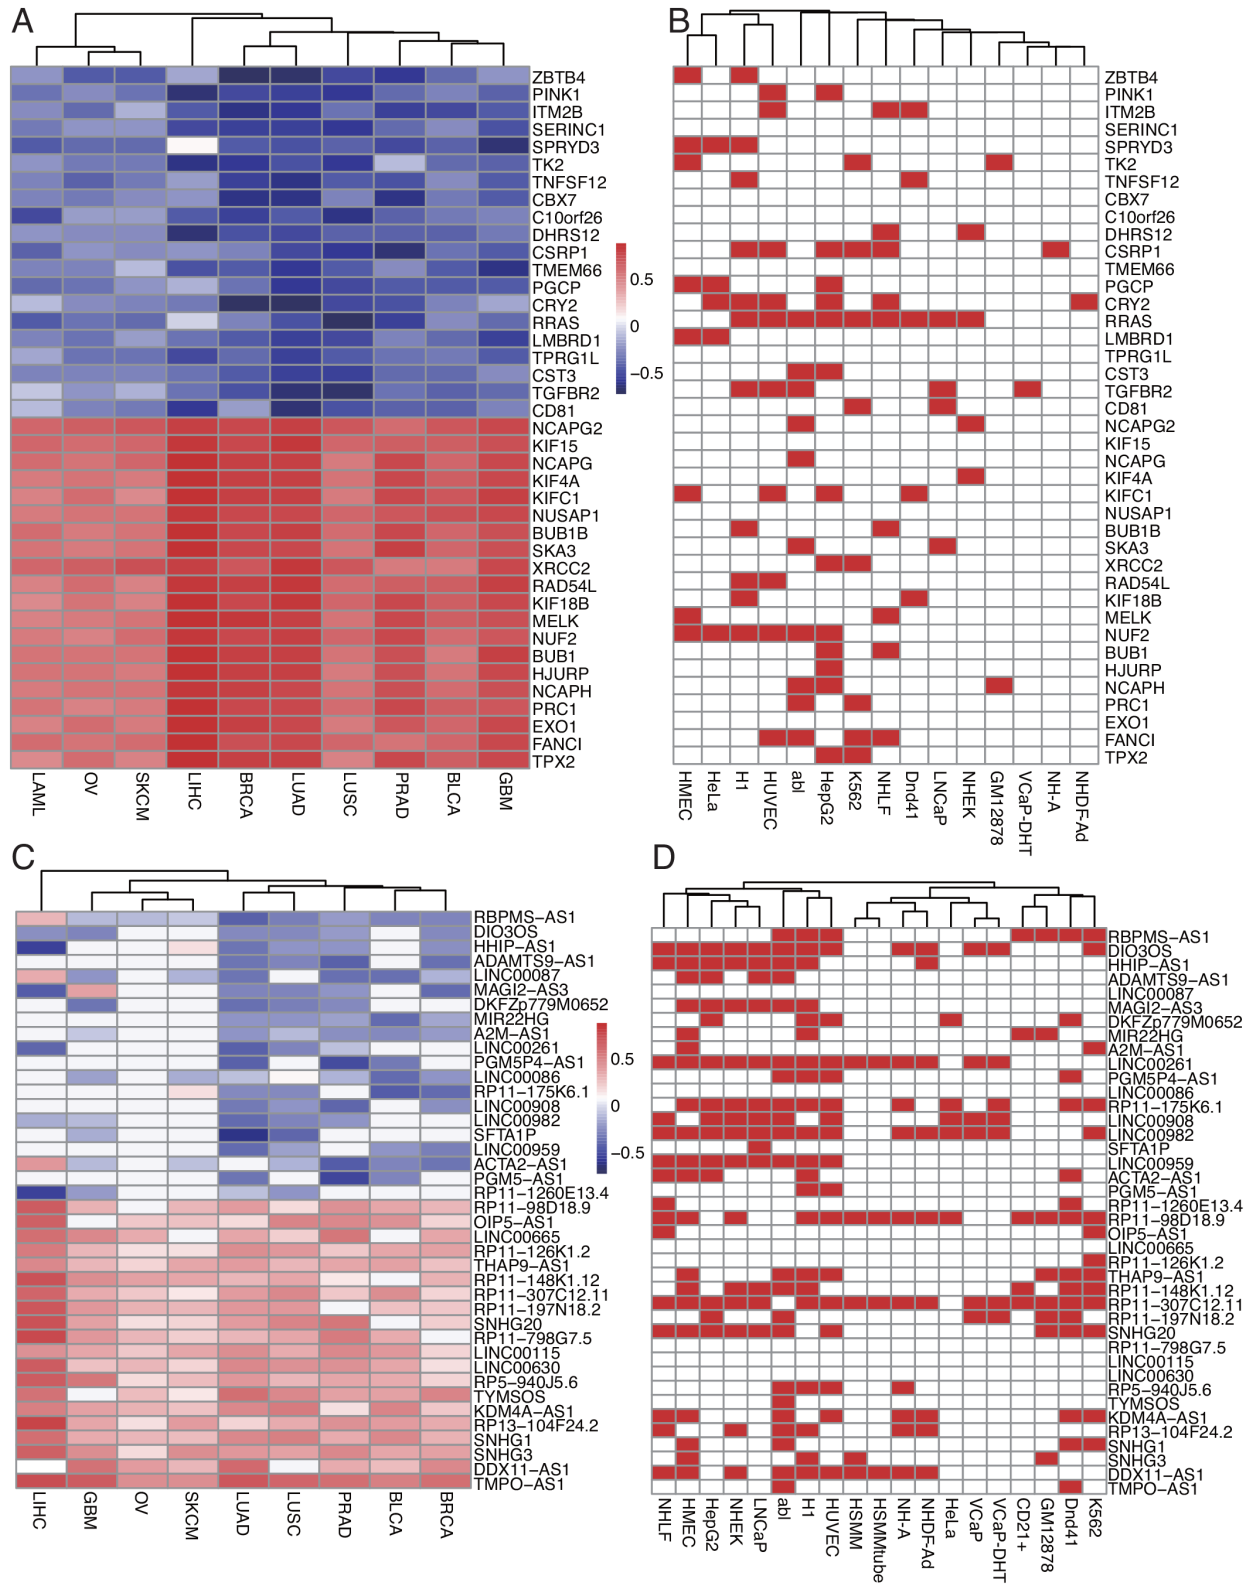 A
ZBTB4
PINK1
ITM2B
SERINC1
SPRYD3
TK2
TNFSF12
CBX7
C10orf26
DHRS12
CSRP1
TMEM66
PGCP
CRY2
RRAS
LMBRD1
TPRG1L
CST3
TGFBR2
CD81
NCAPG2
KIF15
NCAPG
KIF4A
KIFC1
NUSAP1
BUB1B
SKA3
XRCC2
RAD54L
KIF18B
MELK
NUF2
BUB1
HJURP
NCAPH
PRC1
EXO1
FANCI
TPX2
LAML
OV
SKCM
LIHC
BRCA
LUAD
LUSC
PRAD
BLCA
GBM
0.5
0
−0.5
B
ZBTB4
PINK1
ITM2B
SERINC1
SPRYD3
TK2
TNFSF12
CBX7
C10orf26
DHRS12
CSRP1
TMEM66
PGCP
CRY2
RRAS
LMBRD1
TPRG1L
CST3
TGFBR2
CD81
NCAPG2
KIF15
NCAPG
KIF4A
KIFC1
NUSAP1
BUB1B
SKA3
XRCC2
RAD54L
KIF18B
MELK
NUF2
BUB1
HJURP
NCAPH
PRC1
EXO1
FANCI
TPX2
HMEC
HeLa
H1
HUVEC
abl
HepG2
K562
NHLF
Dnd41
LNCaP
NHEK
GM12878
VCaP−DHT
NH−A
NHDF−Ad
C
RBPMS−AS1
DIO3OS
HHIP−AS1
ADAMTS9−AS1
LINC00087
MAGI2−AS3
DKFZp779M0652
MIR22HG
A2M−AS1
LINC00261
PGM5P4−AS1
LINC00086
RP11−175K6.1
LINC00908
LINC00982
SFTA1P
LINC00959
ACTA2−AS1
PGM5−AS1
RP11−1260E13.4
RP11−98D18.9
OIP5−AS1
LINC00665
RP11−126K1.2
THAP9−AS1
RP11−148K1.12
RP11−307C12.11
RP11−197N18.2
SNHG20
RP11−798G7.5
LINC00115
LINC00630
RP5−940J5.6
TYMSOS
KDM4A−AS1
RP13−104F24.2
SNHG1
SNHG3
DDX11−AS1
TMPO−AS1
LIHC
GBM
OV
SKCM
LUAD
LUSC
PRAD
BLCA
BRCA
0.5
0
−0.5
D
RBPMS−AS1
DIO3OS
HHIP−AS1
ADAMTS9−AS1
LINC00087
MAGI2−AS3
DKFZp779M0652
MIR22HG
A2M−AS1
LINC00261
PGM5P4−AS1
LINC00086
RP11−175K6.1
LINC00908
LINC00982
SFTA1P
LINC00959
ACTA2−AS1
PGM5−AS1
RP11−1260E13.4
RP11−98D18.9
OIP5−AS1
LINC00665
RP11−126K1.2
THAP9−AS1
RP11−148K1.12
RP11−307C12.11
RP11−197N18.2
SNHG20
RP11−798G7.5
LINC00115
LINC00630
RP5−940J5.6
TYMSOS
KDM4A−AS1
RP13−104F24.2
SNHG1
SNHG3
DDX11−AS1
TMPO−AS1
NHLF
HMEC
HepG2
NHEK
LNCaP
abl
H1
HUVEC
HSMM
HSMMtube
NH−A
NHDF−Ad
HeLa
VCaP
VCaP−DHT
CD21+
GM12878
Dnd41
K562